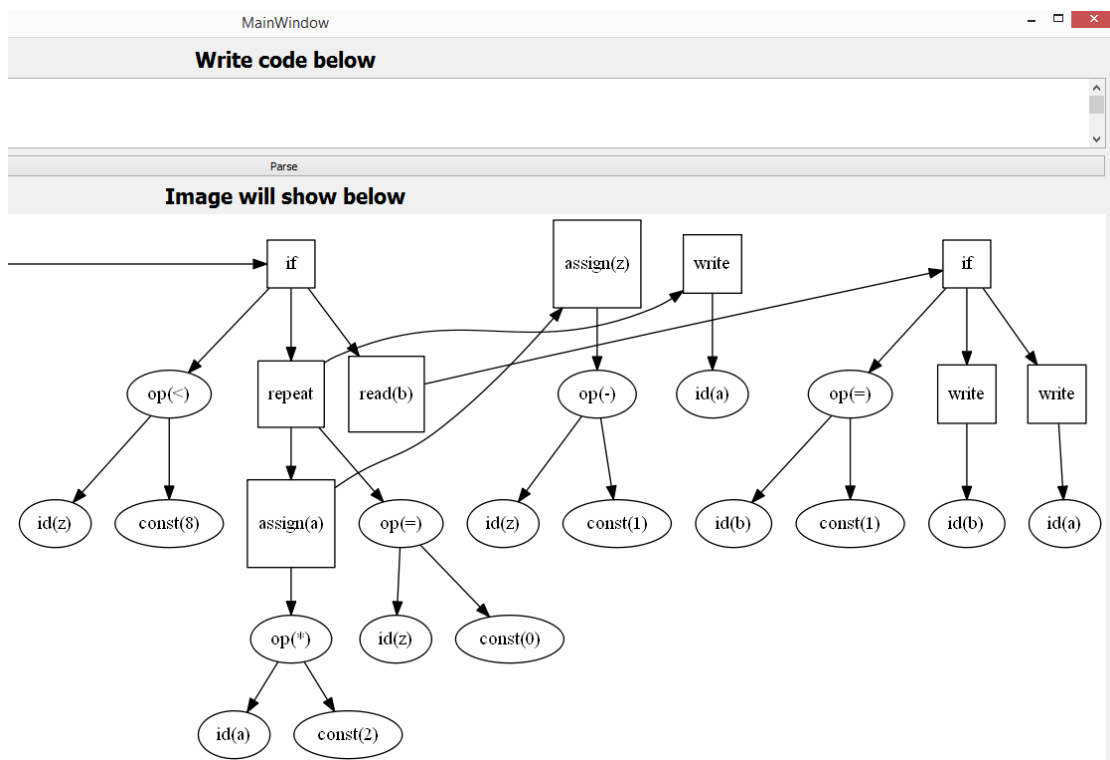 MainWindow
Write code below
Parse
Image will show below
if
assign(z)
write
if
op(<)
repeat
read(b)
op(-)
id(a)
op(=)
write
write
id(z)
const(8)
assign(a)
op(=)
id(z)
const(1)
id(b)
const(1)
id(b)
id(a)
op(*)
id(z)
const(0)
id(a)
const(2)